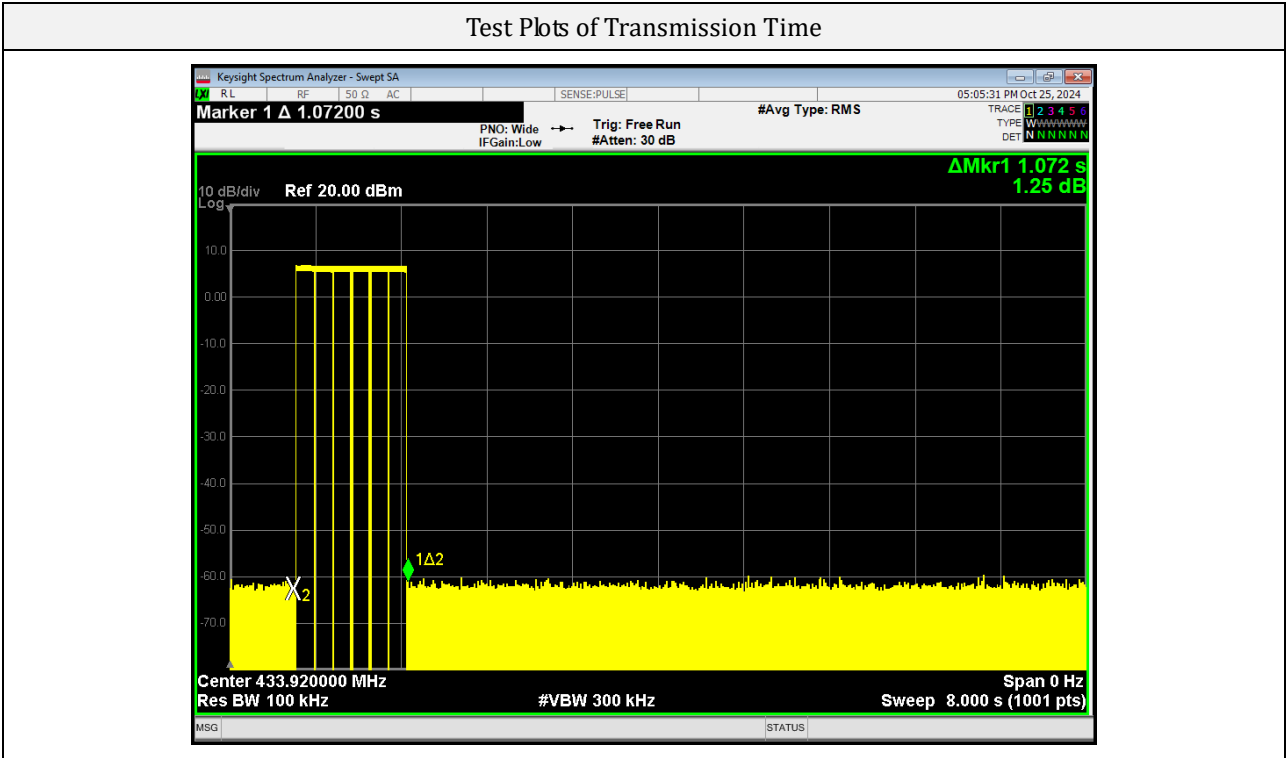 Test Plots of Transmission Time
Keysight Spectrum Analyzer - Swept SA
LXI RL RF 50 Ω AC SENSE:PULSE 05:05:31 PM Oct 25, 2024
Marker 1 Δ 1.07200 s
PNO: Wide
IFGain:Low
Trig: Free Run
#Atten: 30 dB
#Avg Type: RMS
TRACE 1 2 3 4 5 6
TYPE WWWWWW
DET N N N N N N
ΔMkr1 1.072 s
1.25 dB
10 dB/div Ref 20.00 dBm
Log
10.0
0.00
-10.0
-20.0
-30.0
-40.0
-50.0
1Δ2
-60.0
2
-70.0
Center 433.920000 MHz Span 0 Hz
Res BW 100 kHz #VBW 300 kHz Sweep 8.000 s (1001 pts)
MSG STATUS